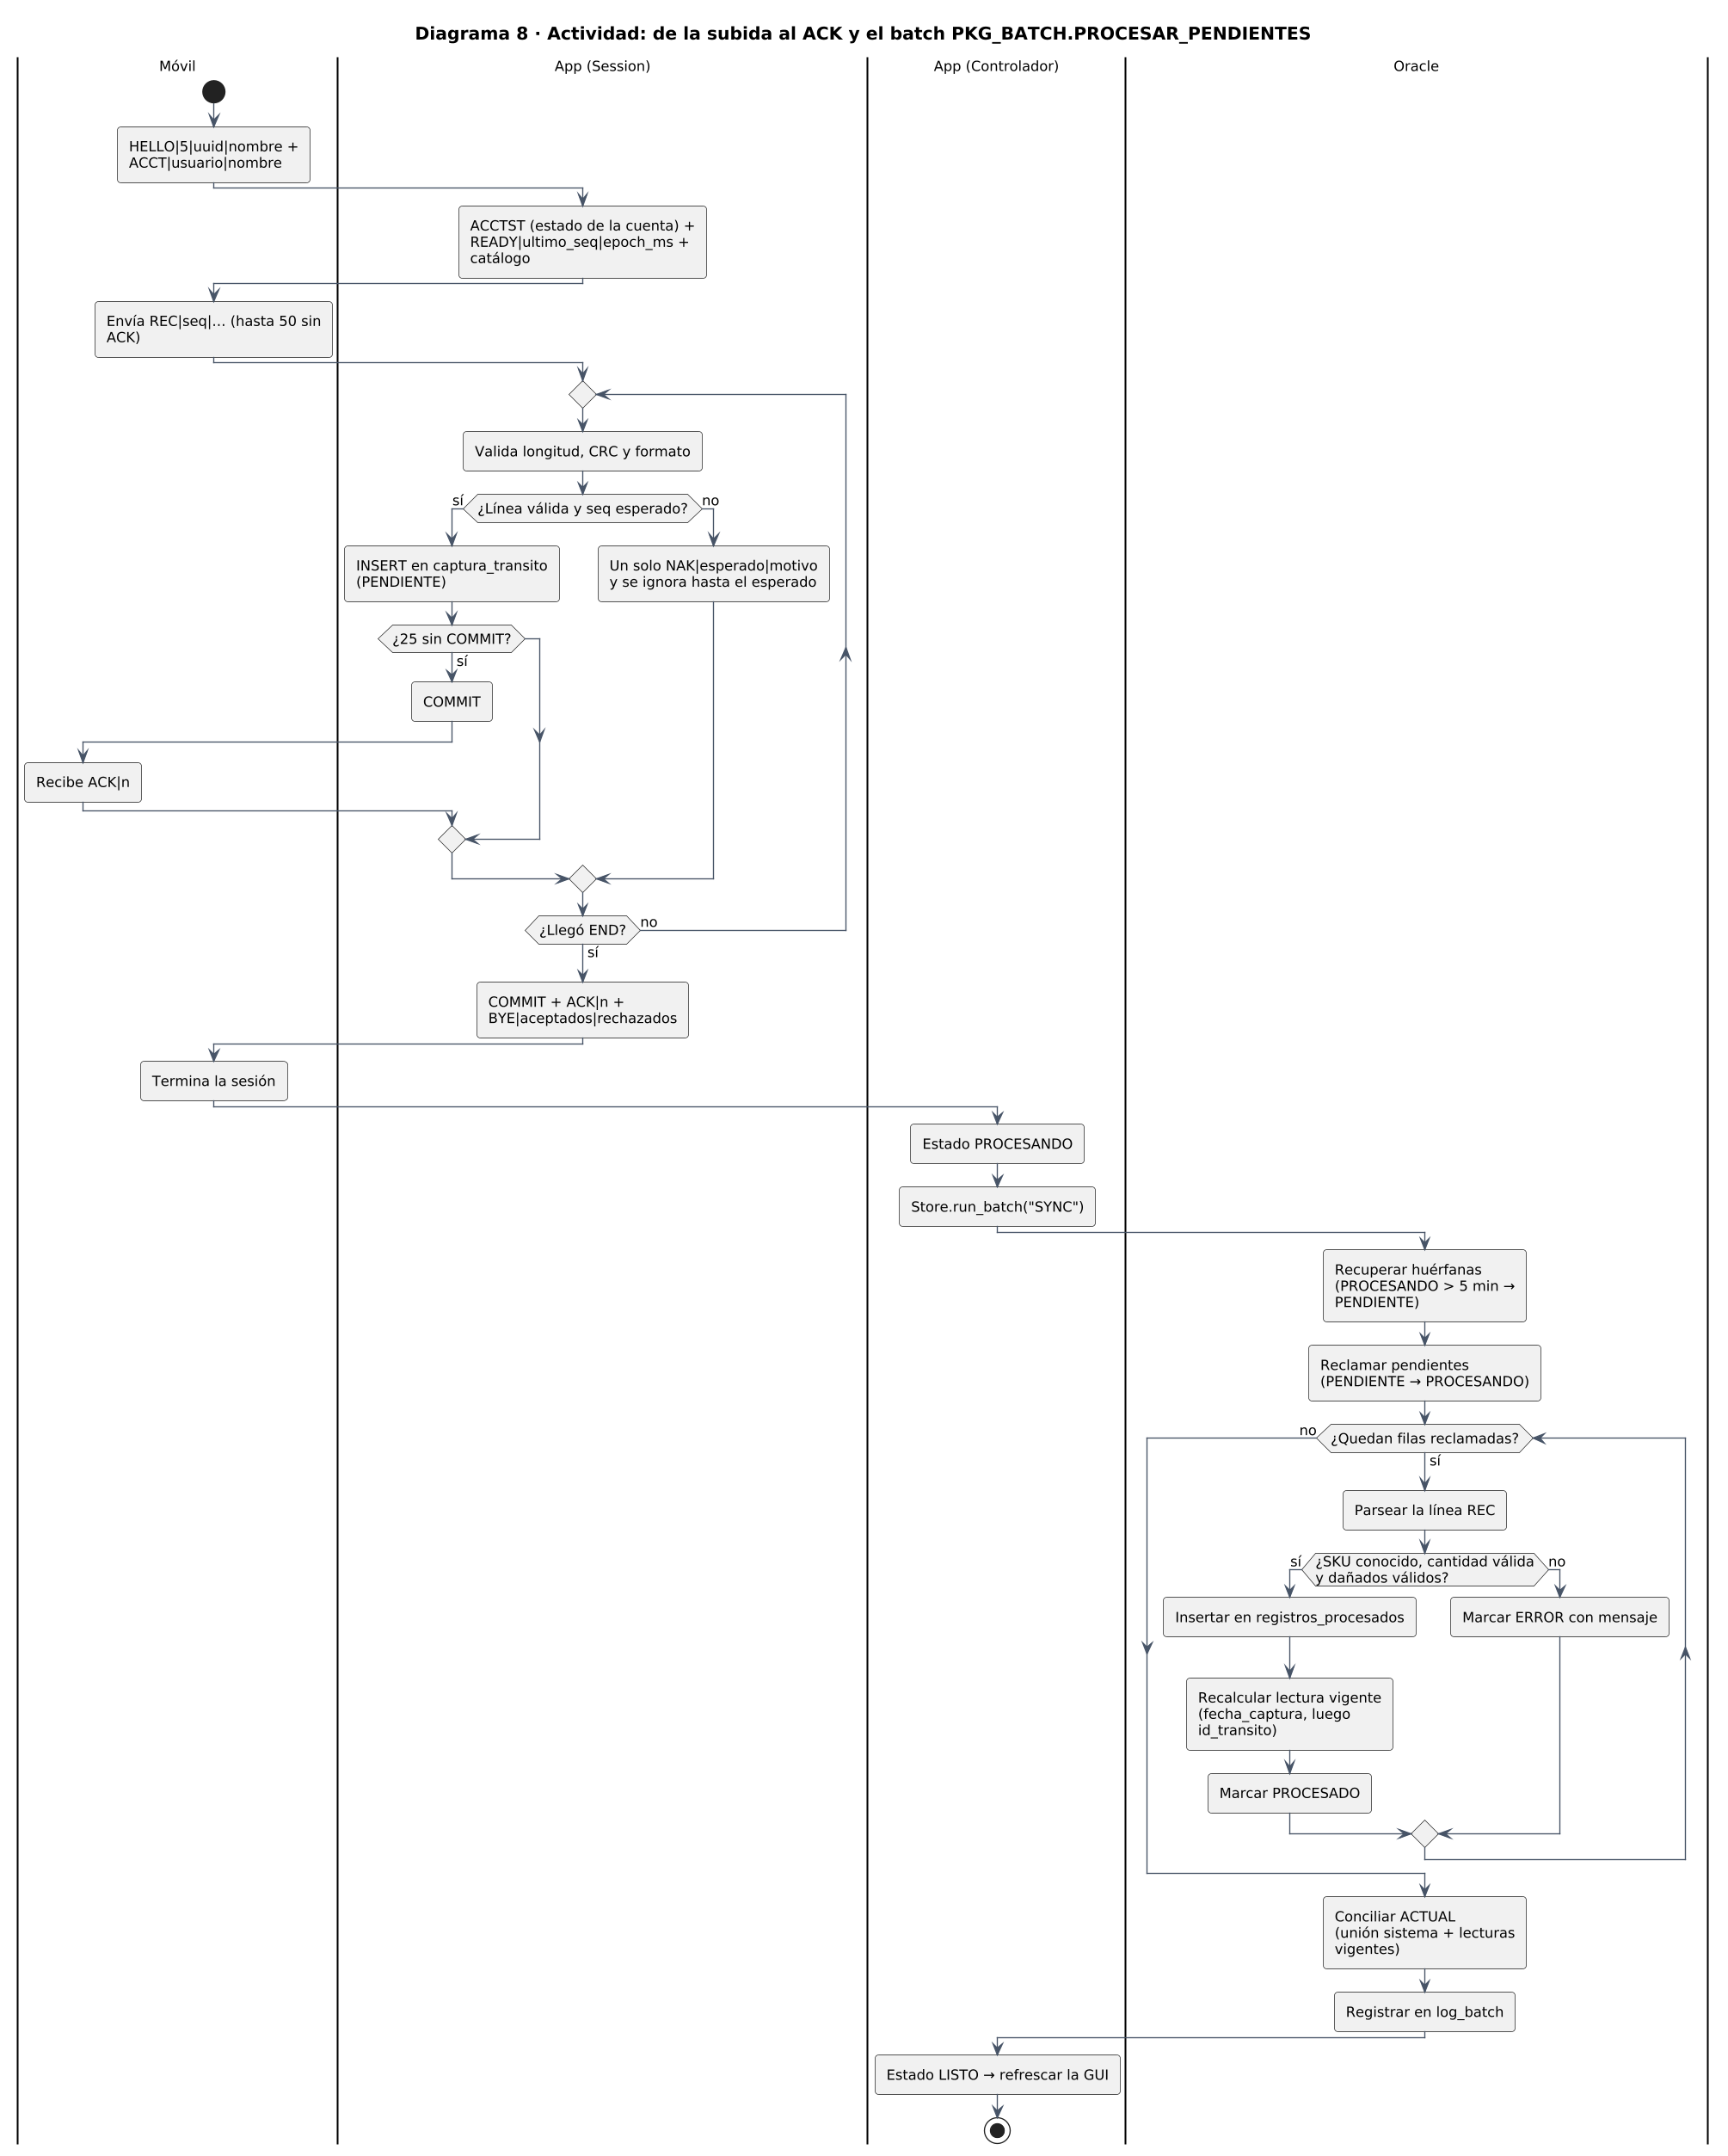 Diagrama 8 · Actividad: de la subida al ACK y el batch PKG_BATCH.PROCESAR_PENDIENTES
Móvil
App (Session)
App (Controlador)
Oracle
HELLO|5|uuid|nombre +
ACCT|usuario|nombre
ACCTST (estado de la cuenta) +
READY|ultimo_seq|epoch_ms +
catálogo
Envía REC|seq|... (hasta 50 sin
ACK)
Valida longitud, CRC y formato
¿Línea válida y seq esperado?
sí
no
INSERT en captura_transito
(PENDIENTE)
Un solo NAK|esperado|motivo
y se ignora hasta el esperado
¿25 sin COMMIT?
sí
COMMIT
Recibe ACK|n
¿Llegó END?
no
sí
COMMIT + ACK|n +
BYE|aceptados|rechazados
Termina la sesión
Estado PROCESANDO
Store.run_batch("SYNC")
Recuperar huérfanas
(PROCESANDO > 5 min →
PENDIENTE)
Reclamar pendientes
(PENDIENTE → PROCESANDO)
no
¿Quedan filas reclamadas?
sí
Parsear la línea REC
sí
¿SKU conocido, cantidad válida
y dañados válidos?
no
Insertar en registros_procesados
Marcar ERROR con mensaje
Recalcular lectura vigente
(fecha_captura, luego
id_transito)
Marcar PROCESADO
Conciliar ACTUAL
(unión sistema + lecturas
vigentes)
Registrar en log_batch
Estado LISTO → refrescar la GUI